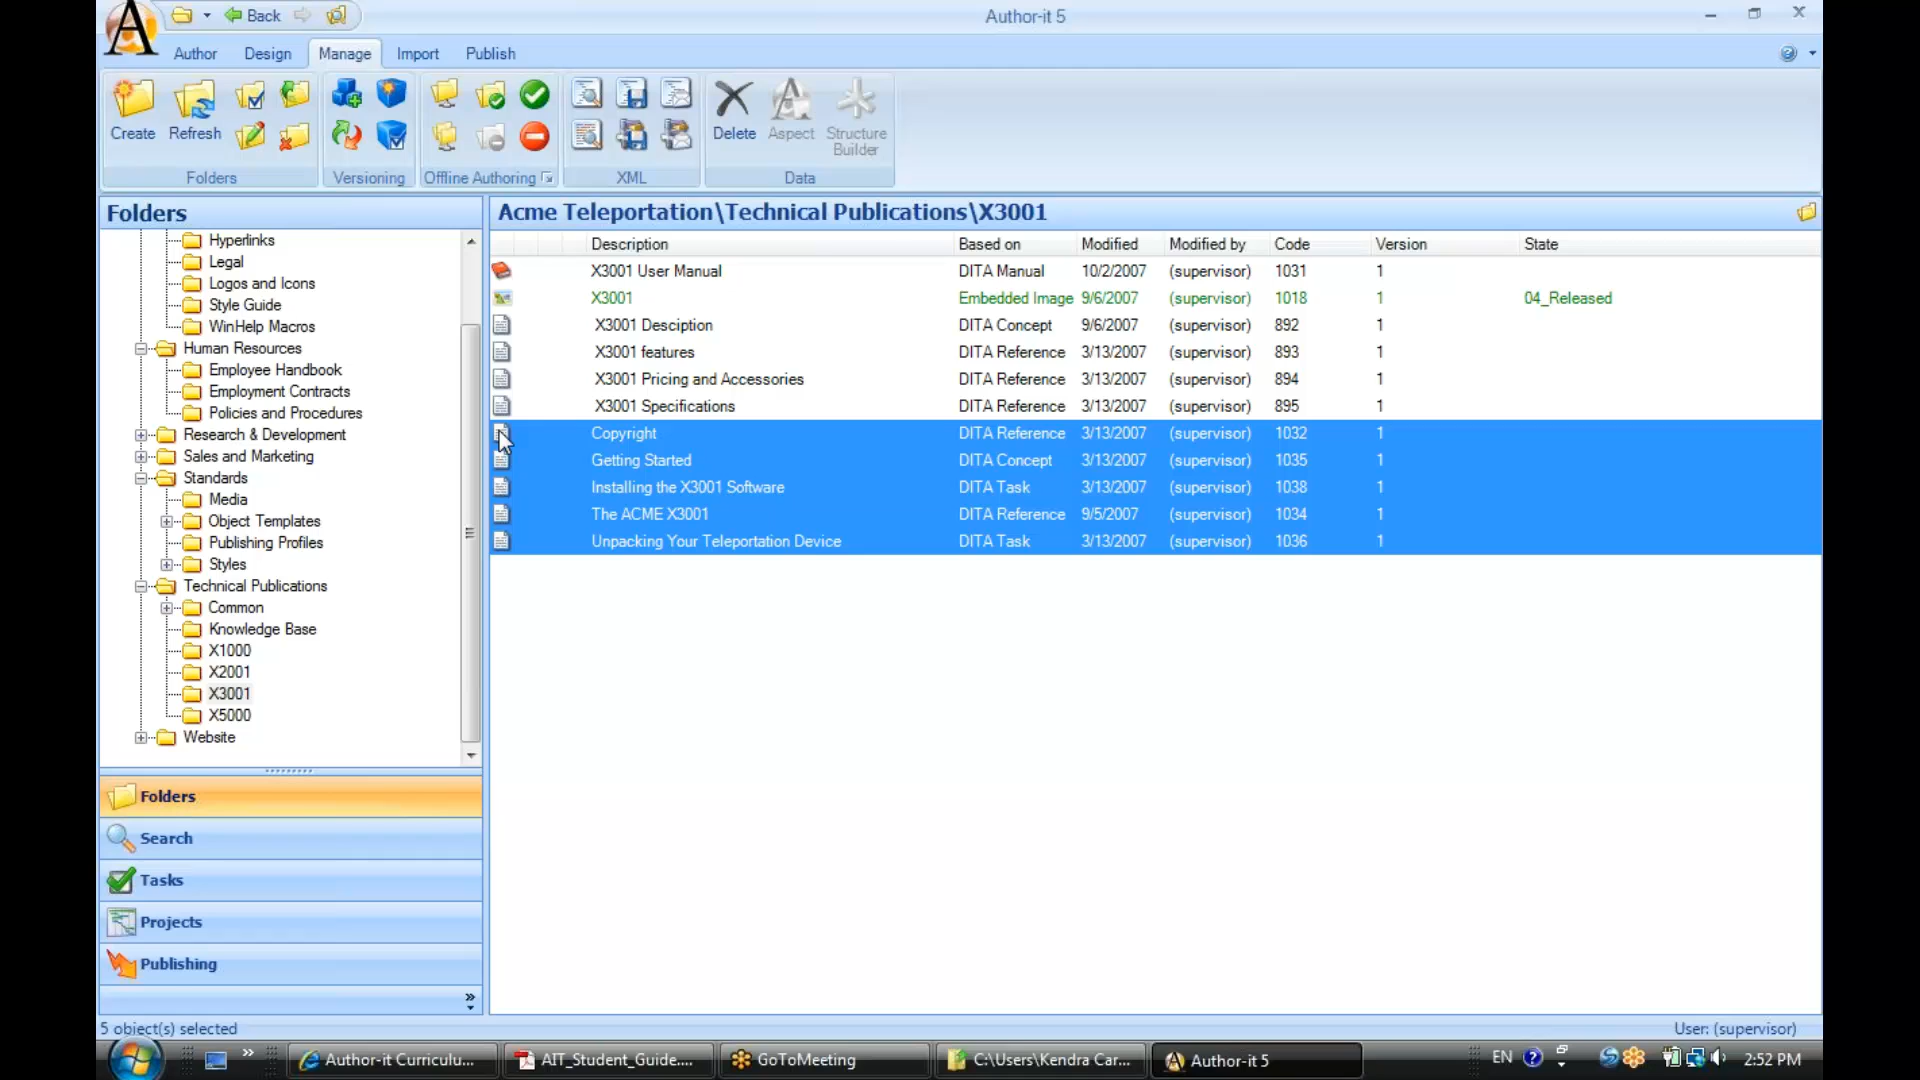 Back
Author-it 5
Author Design Manage Import Publish
Create Refresh Delete Aspect Structure Builder
Folders Versioning Offline Authoring XML Data
Folders
Hyperlinks
Legal
Logos and Icons
Style Guide
WinHelp Macros
Human Resources
Employee Handbook
Employment Contracts
Policies and Procedures
Research & Development
Sales and Marketing
Standards
Media
Object Templates
Publishing Profiles
Styles
Technical Publications
Common
Knowledge Base
X1000
X2001
X3001
X5000
Website
Folders
Search
Tasks
Projects
Publishing
Acme Teleportation\Technical Publications\X3001
Description Based on Modified Modified by Code Version State
X3001 User Manual DITA Manual 10/2/2007 (supervisor) 1031 1
X3001 Embedded Image 9/6/2007 (supervisor) 1018 1 04_Released
X3001 Desciption DITA Concept 9/6/2007 (supervisor) 892 1
X3001 features DITA Reference 3/13/2007 (supervisor) 893 1
X3001 Pricing and Accessories DITA Reference 3/13/2007 (supervisor) 894 1
X3001 Specifications DITA Reference 3/13/2007 (supervisor) 895 1
Copyright DITA Reference 3/13/2007 (supervisor) 1032 1
Getting Started DITA Concept 3/13/2007 (supervisor) 1035 1
Installing the X3001 Software DITA Task 3/13/2007 (supervisor) 1038 1
The ACME X3001 DITA Reference 9/5/2007 (supervisor) 1034 1
Unpacking Your Teleportation Device DITA Task 3/13/2007 (supervisor) 1036 1
5 object(s) selected
User: (supervisor)
Author-it Curriculu... AIT_Student_Guide.... GoToMeeting C:\Users\Kendra Car... Author-it 5 EN 2:52 PM